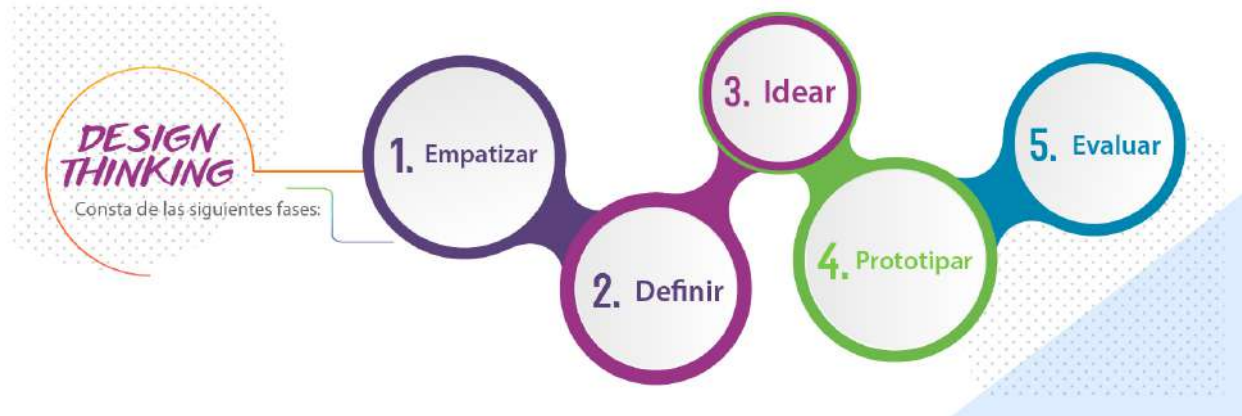 DESIGN
THINKING
Consta de las siguientes fases:
1. Empatizar
2. Definir
3. Idear
4. Prototipar
5. Evaluar